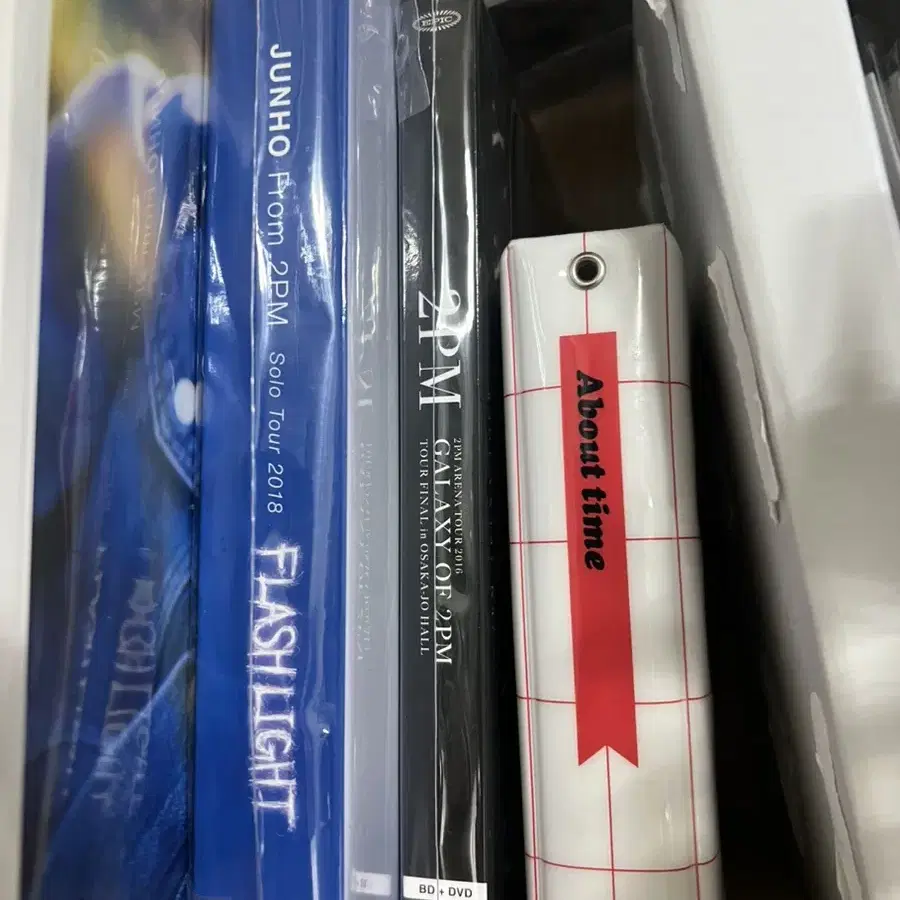 JUNHO From 2PM Solo Tour 2018
FLASHLIGHT
EPIC
2PM
2PM ARENA TOUR 2016
GALAXY OF 2PM
TOUR FINAL in OSAKA-JO HALL
BD + DVD
About time